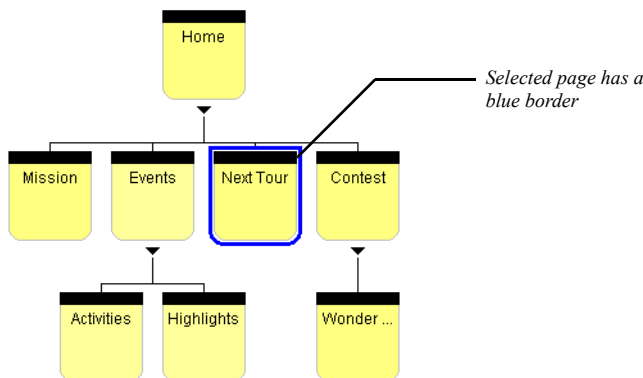 Home
Selected page has a
blue border
Mission Events Next Tour Contest
Activities Highlights Wonder ...